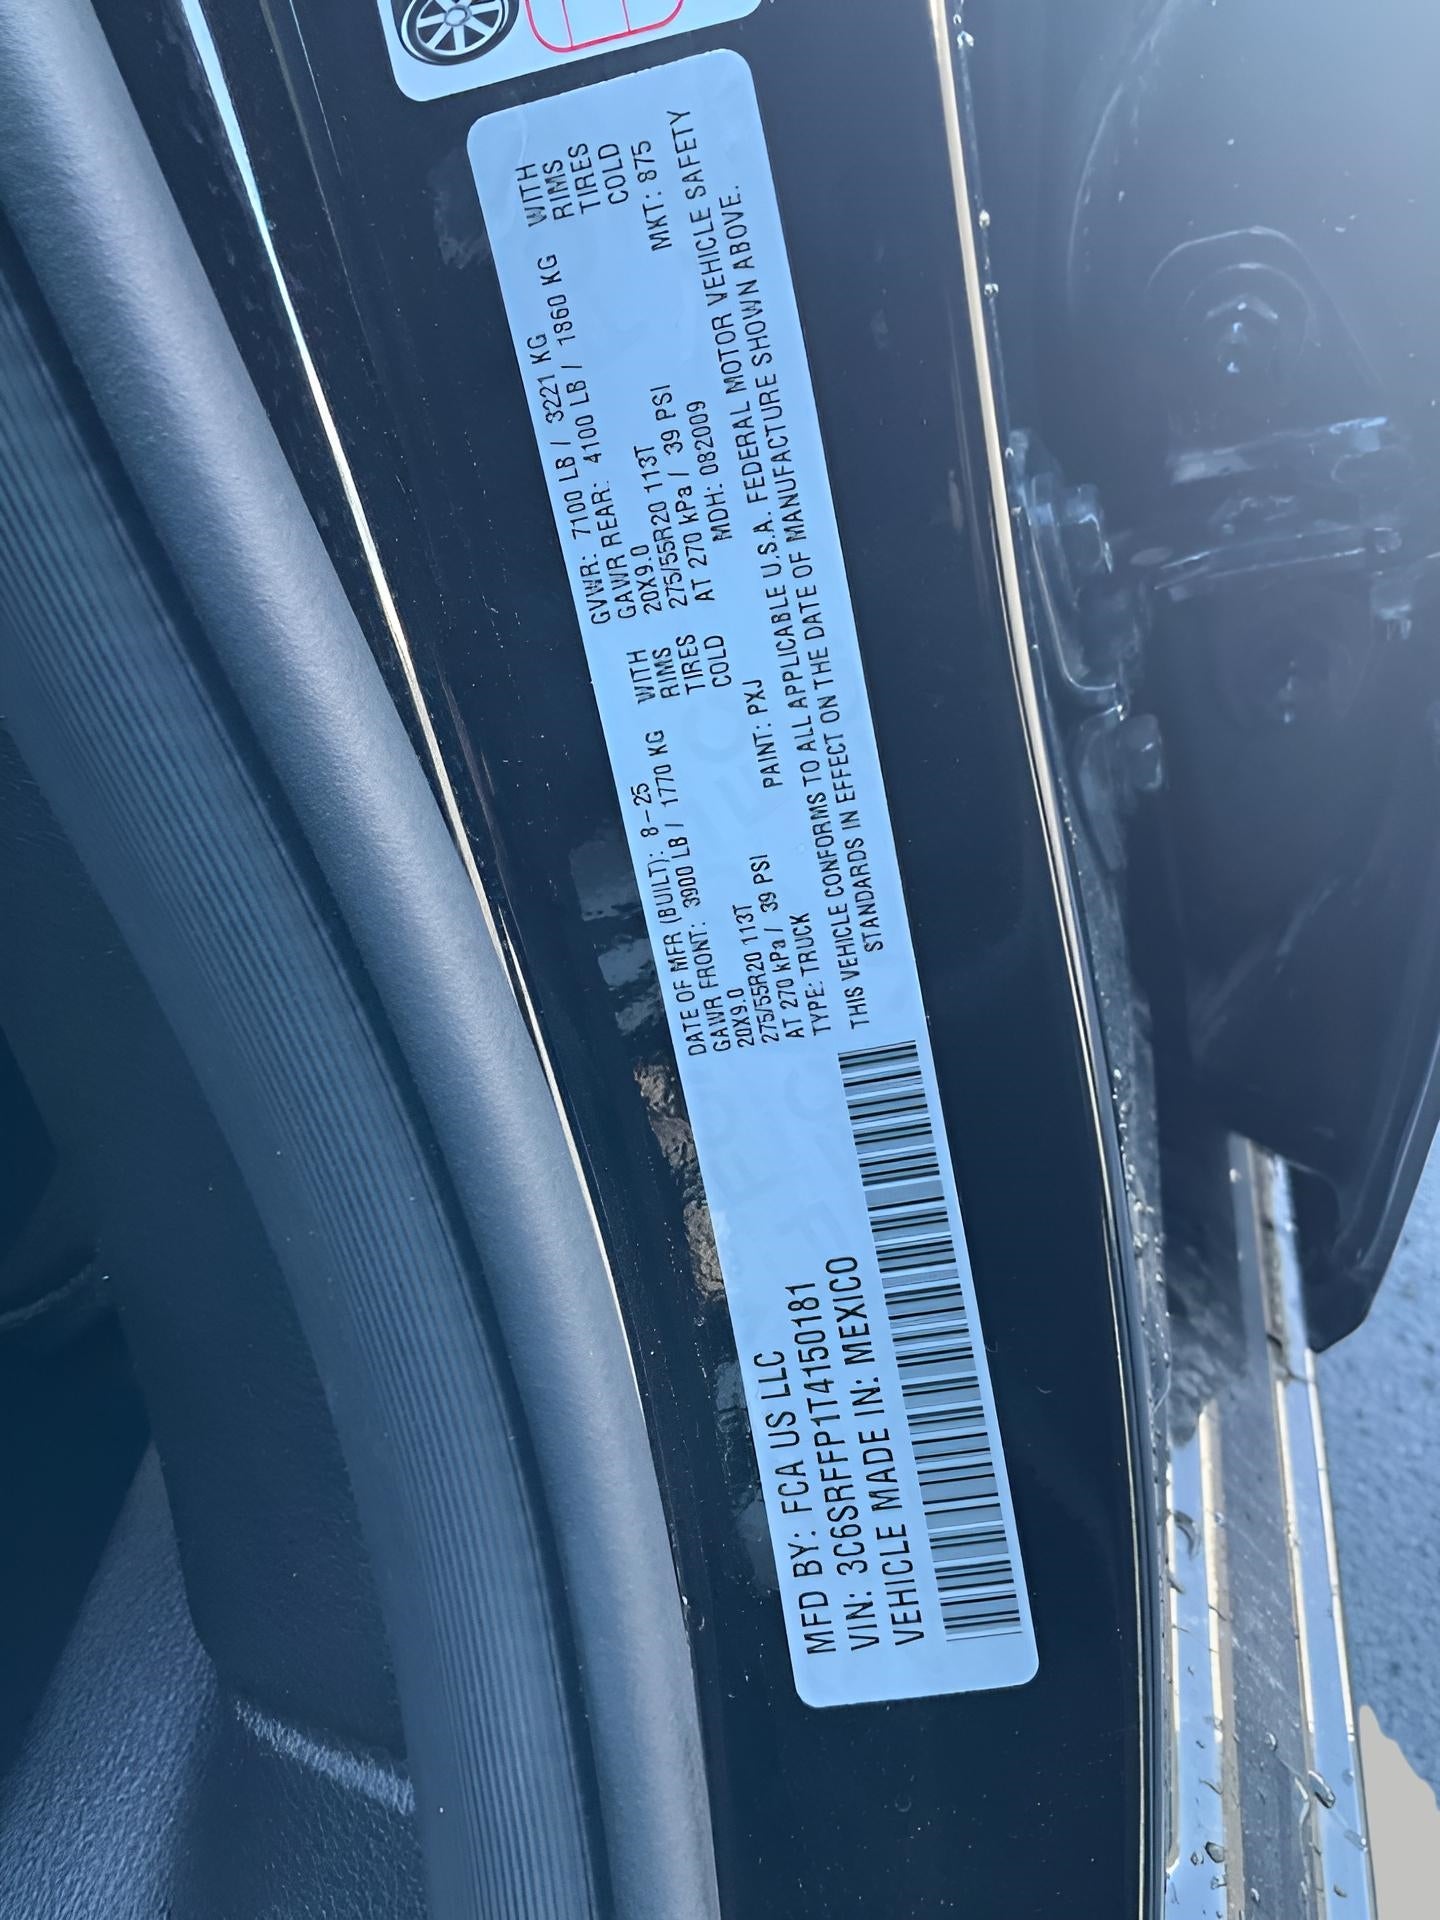 MFD BY: FCA US LLC
VIN: 3C6SRFFP1T4150181
VEHICLE MADE IN: MEXICO
DATE OF MFR (BUILT): 8-25 GVWR: 7100 LB / 3221 KG
GAWR FRONT: 3900 LB / 1770 KG WITH GAWR REAR: 4100 LB / 1860 KG WITH
20X9.0 RIMS 20X9.0 RIMS
275/55R20 113T TIRES 275/55R20 113T TIRES
AT 270 kPa / 39 PSI COLD AT 270 kPa / 39 PSI COLD
TYPE: TRUCK PAINT: PXJ MDH: 082009 MKT: 875
THIS VEHICLE CONFORMS TO ALL APPLICABLE U.S.A. FEDERAL MOTOR VEHICLE SAFETY
STANDARDS IN EFFECT ON THE DATE OF MANUFACTURE SHOWN ABOVE.